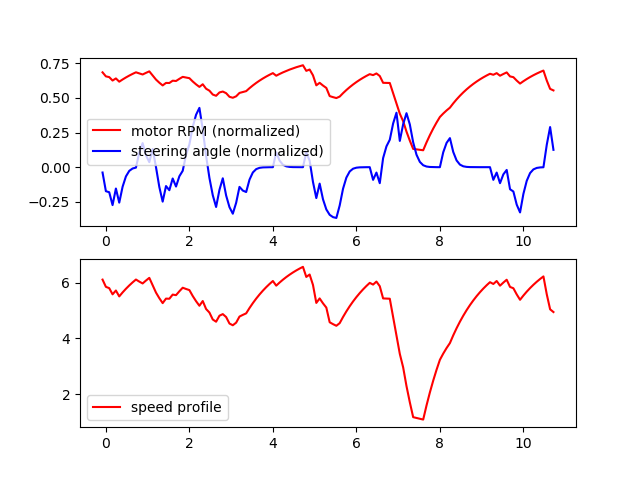 0.75
0.50
0.25
0.00
−0.25
motor RPM (normalized)
steering angle (normalized)
0 2 4 6 8 10
6
4
2
speed profile
0 2 4 6 8 10